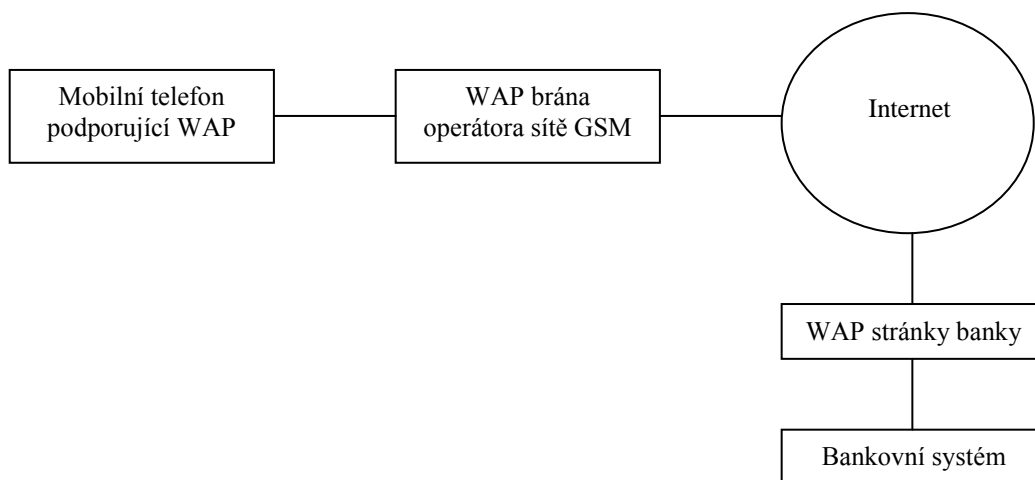 Mobilní telefon
podporující WAP
WAP brána
operátora sítě GSM
Internet
WAP stránky banky
Bankovní systém